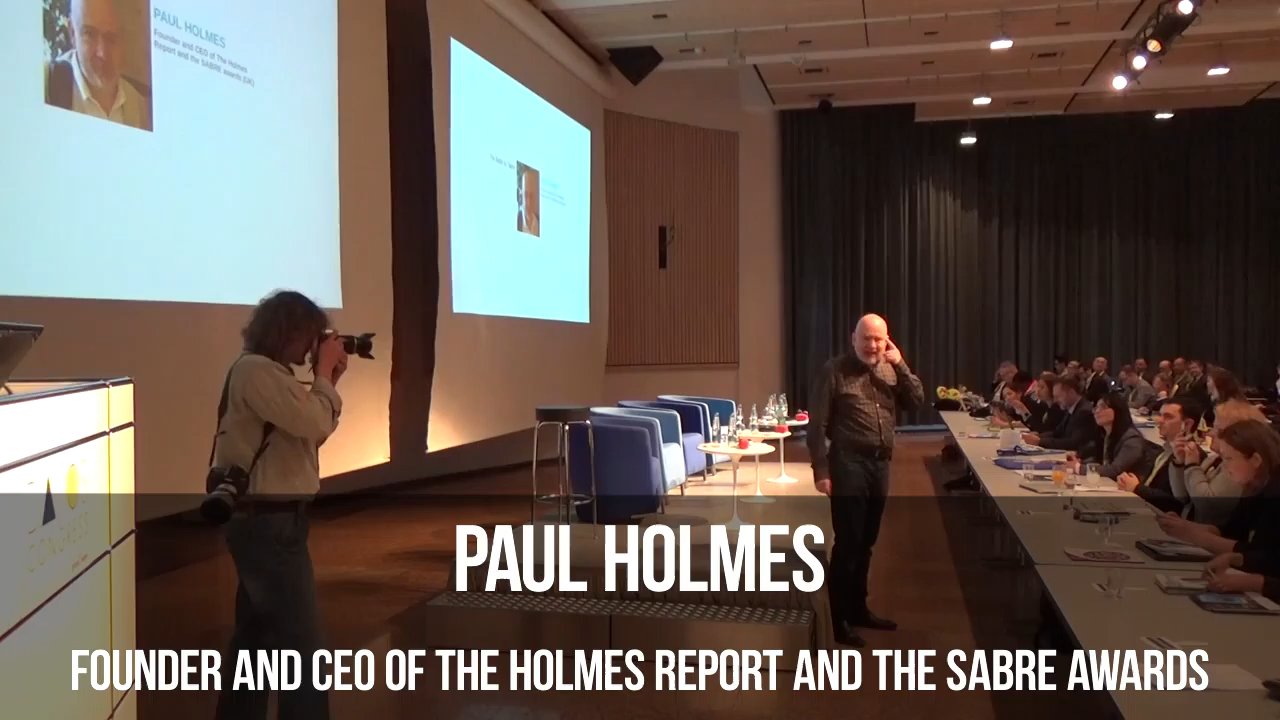 PAUL HOLMES
Founder and CEO of The Holmes
Report and the SABRE awards (UK)
CONGRESS
PAUL HOLMES
FOUNDER AND CEO OF THE HOLMES REPORT AND THE SABRE AWARDS